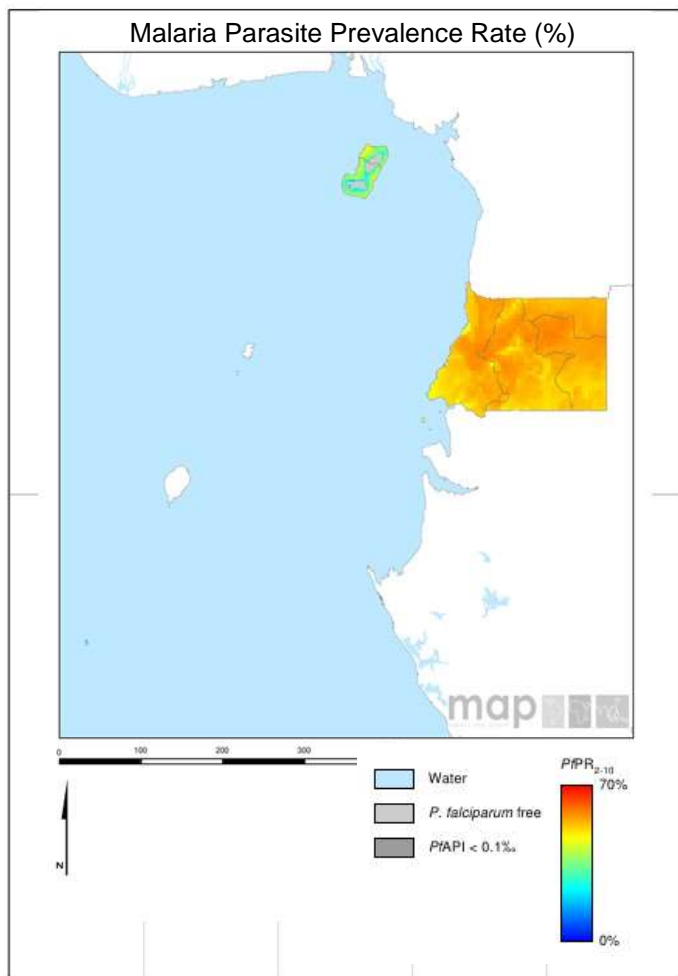 Malaria Parasite Prevalence Rate (%)
map
0 100 200 300
Water
P. falciparum free
PfAPI < 0.1‰
N
PfPR2-10
70%
0%